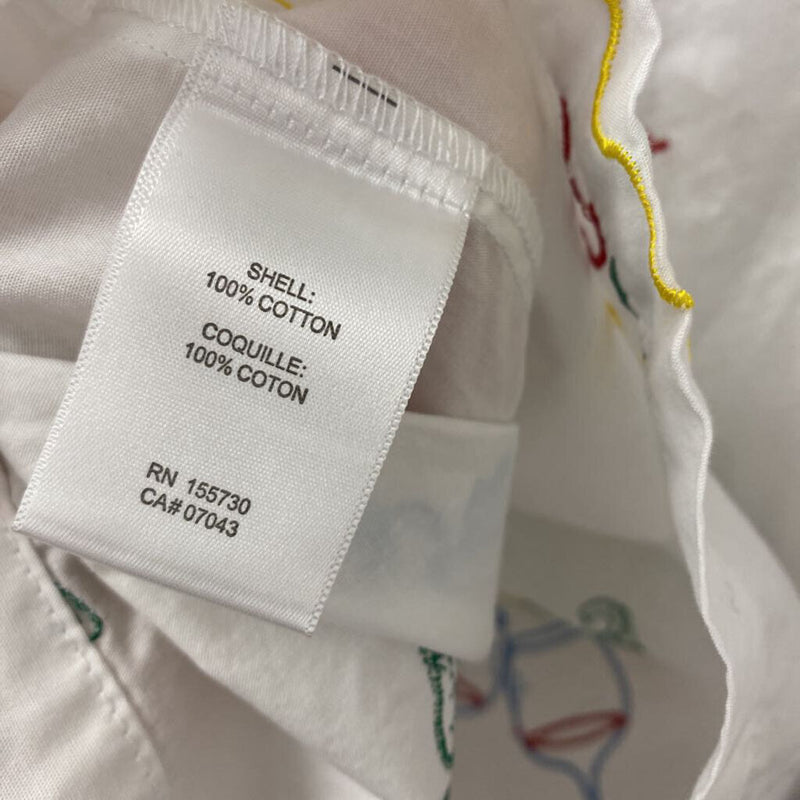 SHELL:
100% COTTON
COQUILLE:
100% COTON
RN 155730
CA# 07043